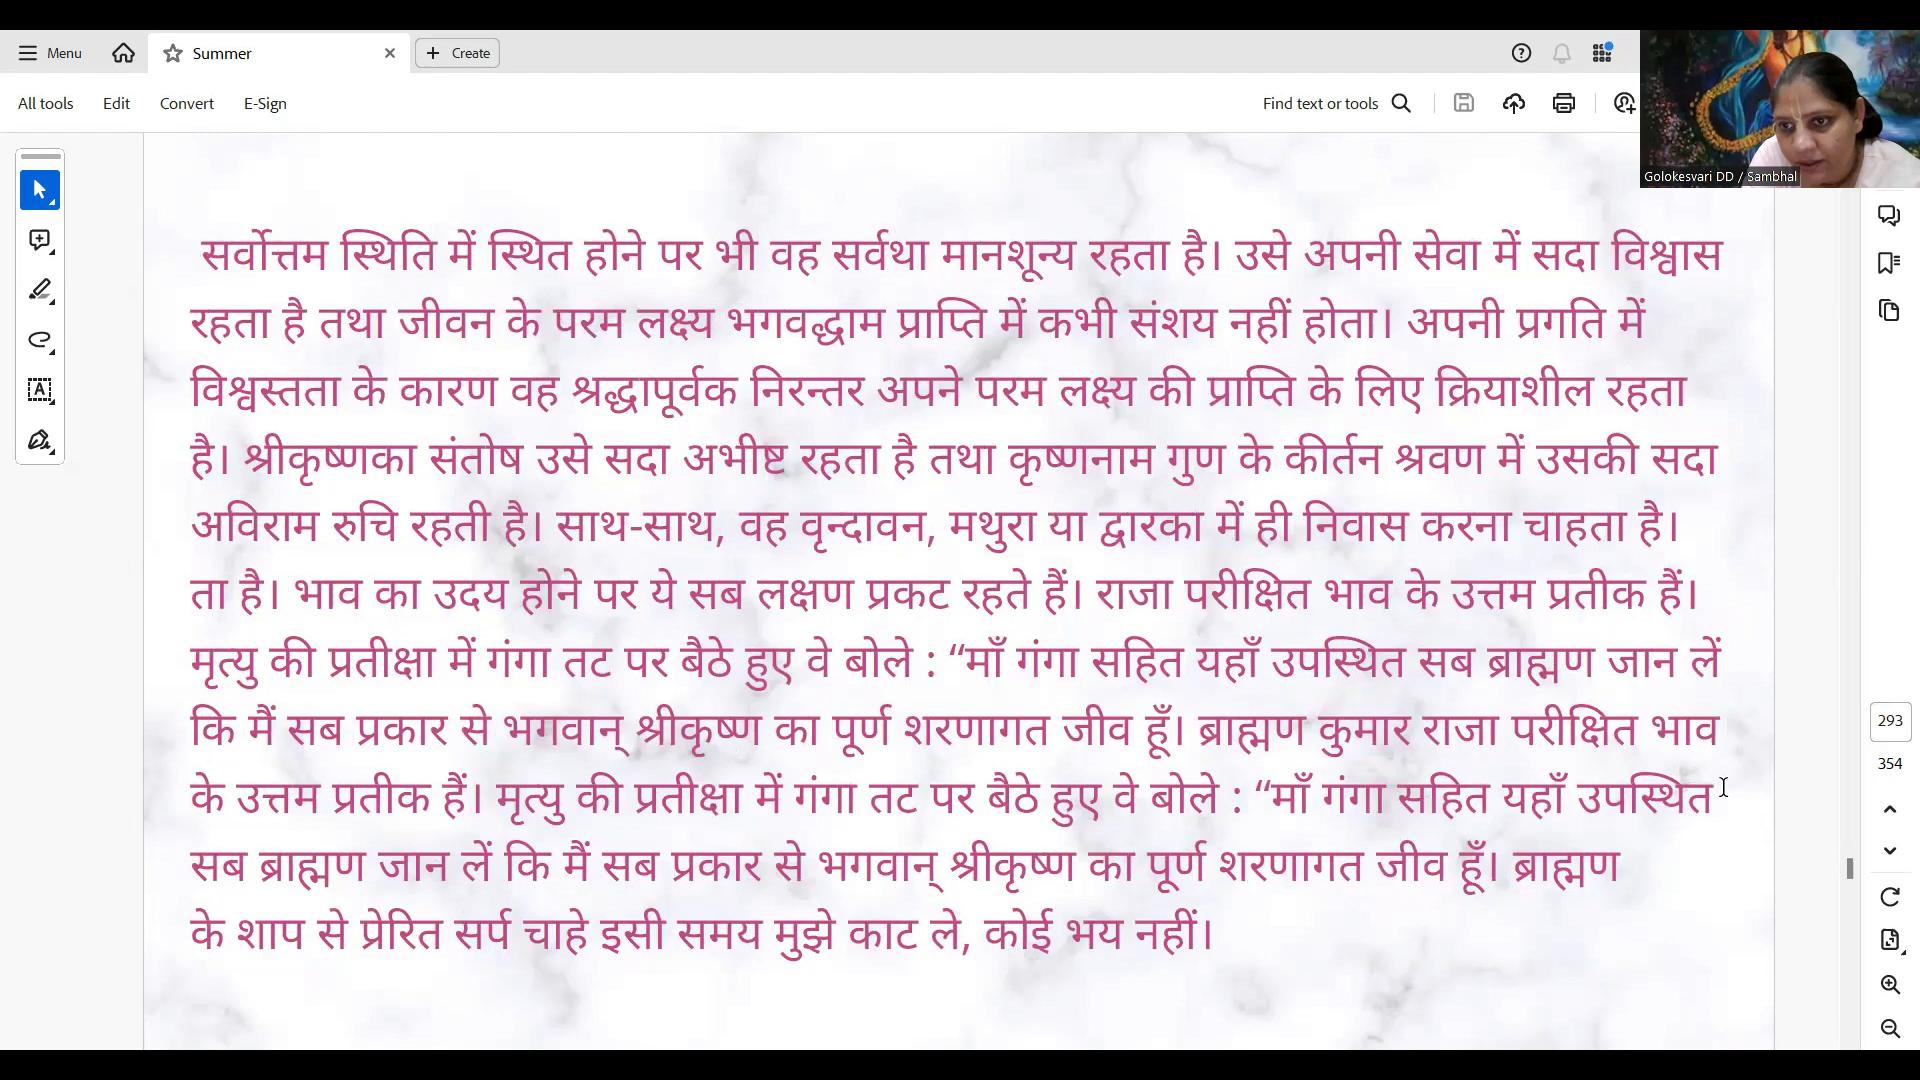 Menu
Summer
Create
All tools
Edit
Convert
E-Sign
Find text or tools
Golokesvari DD / Sambhal
सर्वोत्तम स्थिति में स्थित होने पर भी वह सर्वथा मानशून्य रहता है। उसे अपनी सेवा में सदा विश्वास
रहता है तथा जीवन के परम लक्ष्य भगवद्धाम प्राप्ति में कभी संशय नहीं होता। अपनी प्रगति में
विश्वस्तता के कारण वह श्रद्धापूर्वक निरन्तर अपने परम लक्ष्य की प्राप्ति के लिए क्रियाशील रहता
है। श्रीकृष्णका संतोष उसे सदा अभीष्ट रहता है तथा कृष्णनाम गुण के कीर्तन श्रवण में उसकी सदा
अविराम रुचि रहती है। साथ-साथ, वह वृन्दावन, मथुरा या द्वारका में ही निवास करना चाहता है।
ता है। भाव का उदय होने पर ये सब लक्षण प्रकट रहते हैं। राजा परीक्षित भाव के उत्तम प्रतीक हैं।
मृत्यु की प्रतीक्षा में गंगा तट पर बैठे हुए वे बोले : “माँ गंगा सहित यहाँ उपस्थित सब ब्राह्मण जान लें
कि मैं सब प्रकार से भगवान् श्रीकृष्ण का पूर्ण शरणागत जीव हूँ। ब्राह्मण कुमार राजा परीक्षित भाव
के उत्तम प्रतीक हैं। मृत्यु की प्रतीक्षा में गंगा तट पर बैठे हुए वे बोले : “माँ गंगा सहित यहाँ उपस्थित
सब ब्राह्मण जान लें कि मैं सब प्रकार से भगवान् श्रीकृष्ण का पूर्ण शरणागत जीव हूँ। ब्राह्मण
के शाप से प्रेरित सर्प चाहे इसी समय मुझे काट ले, कोई भय नहीं।
293
354